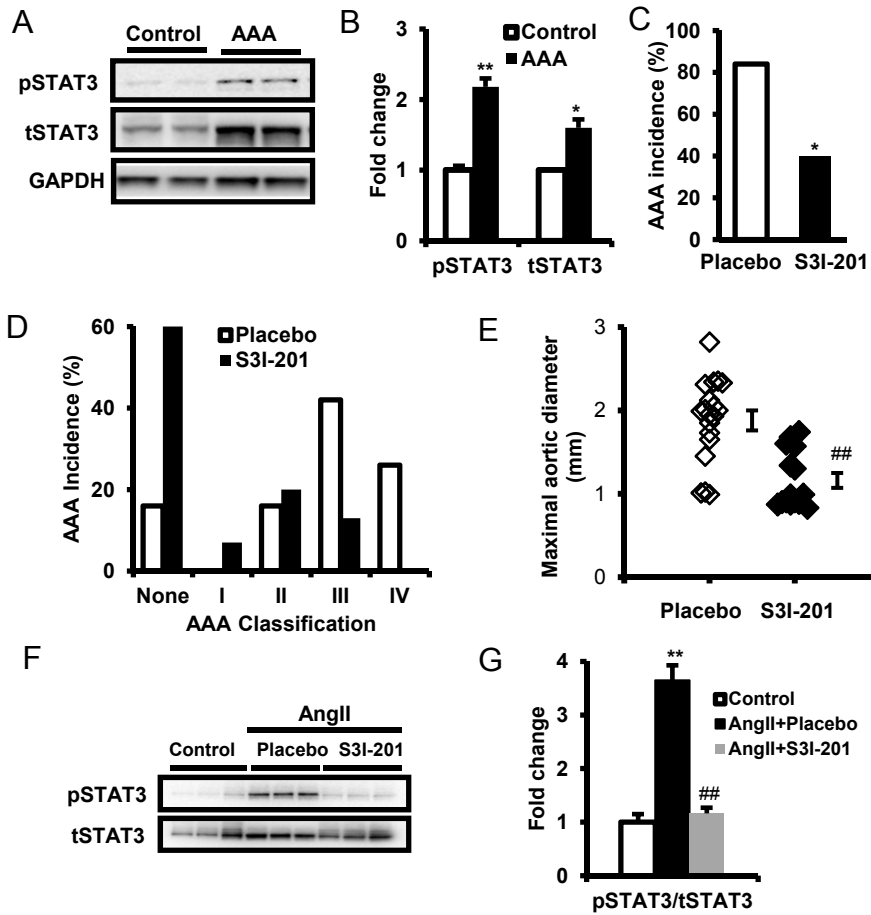 A
Control AAA
pSTAT3
tSTAT3
GAPDH
B
Control
AAA
Fold change
3
2
1
0
**
*
pSTAT3 tSTAT3
C
AAA incidence (%)
100
80
60
40
20
0
*
Placebo S3I-201
D
Placebo
S3I-201
AAA Incidence (%)
60
40
20
0
None I II III IV
AAA Classification
E
Maximal aortic diameter
(mm)
3
2
1
0
##
Placebo S3I-201
F
AngII
Control Placebo S3I-201
pSTAT3
tSTAT3
G
Fold change
4
3
2
1
0
**
##
Control
AngII+Placebo
AngII+S3I-201
pSTAT3/tSTAT3